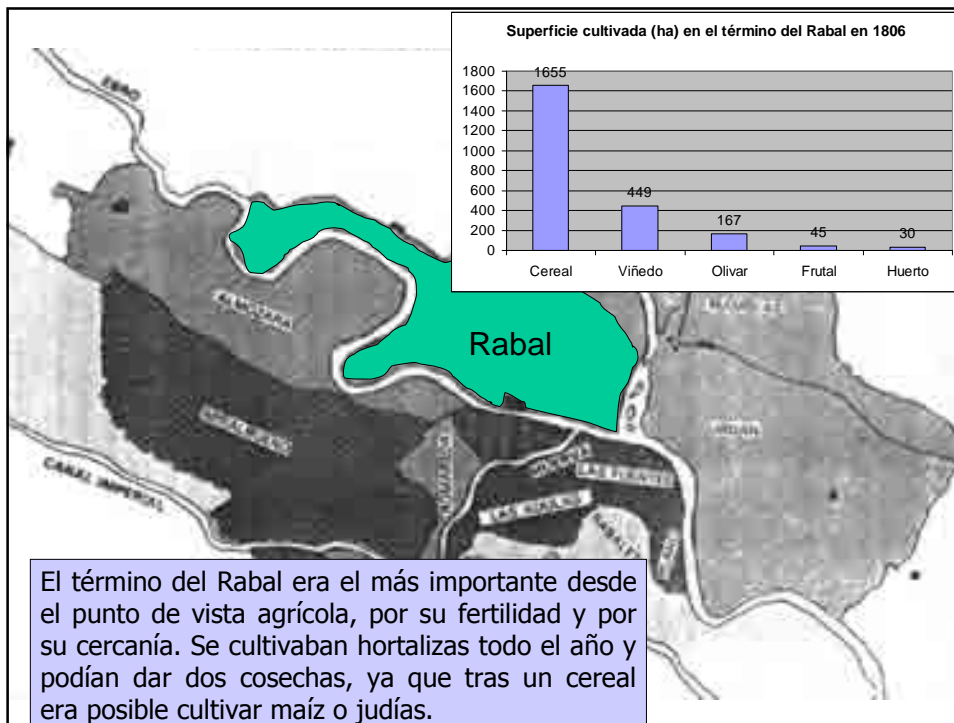 Superficie cultivada (ha) en el término del Rabal en 1806
1800
1600
1400
1200
1000
800
600
400
200
0
1655
449
167
45
30
Cereal
Viñedo
Olivar
Frutal
Huerto
EBRO
ALMOZARA
Rabal
CANAL IMPERIAL
LAS FUENTES
El término del Rabal era el más importante desde
el punto de vista agrícola, por su fertilidad y por
su cercanía. Se cultivaban hortalizas todo el año y
podían dar dos cosechas, ya que tras un cereal
era posible cultivar maíz o judías.